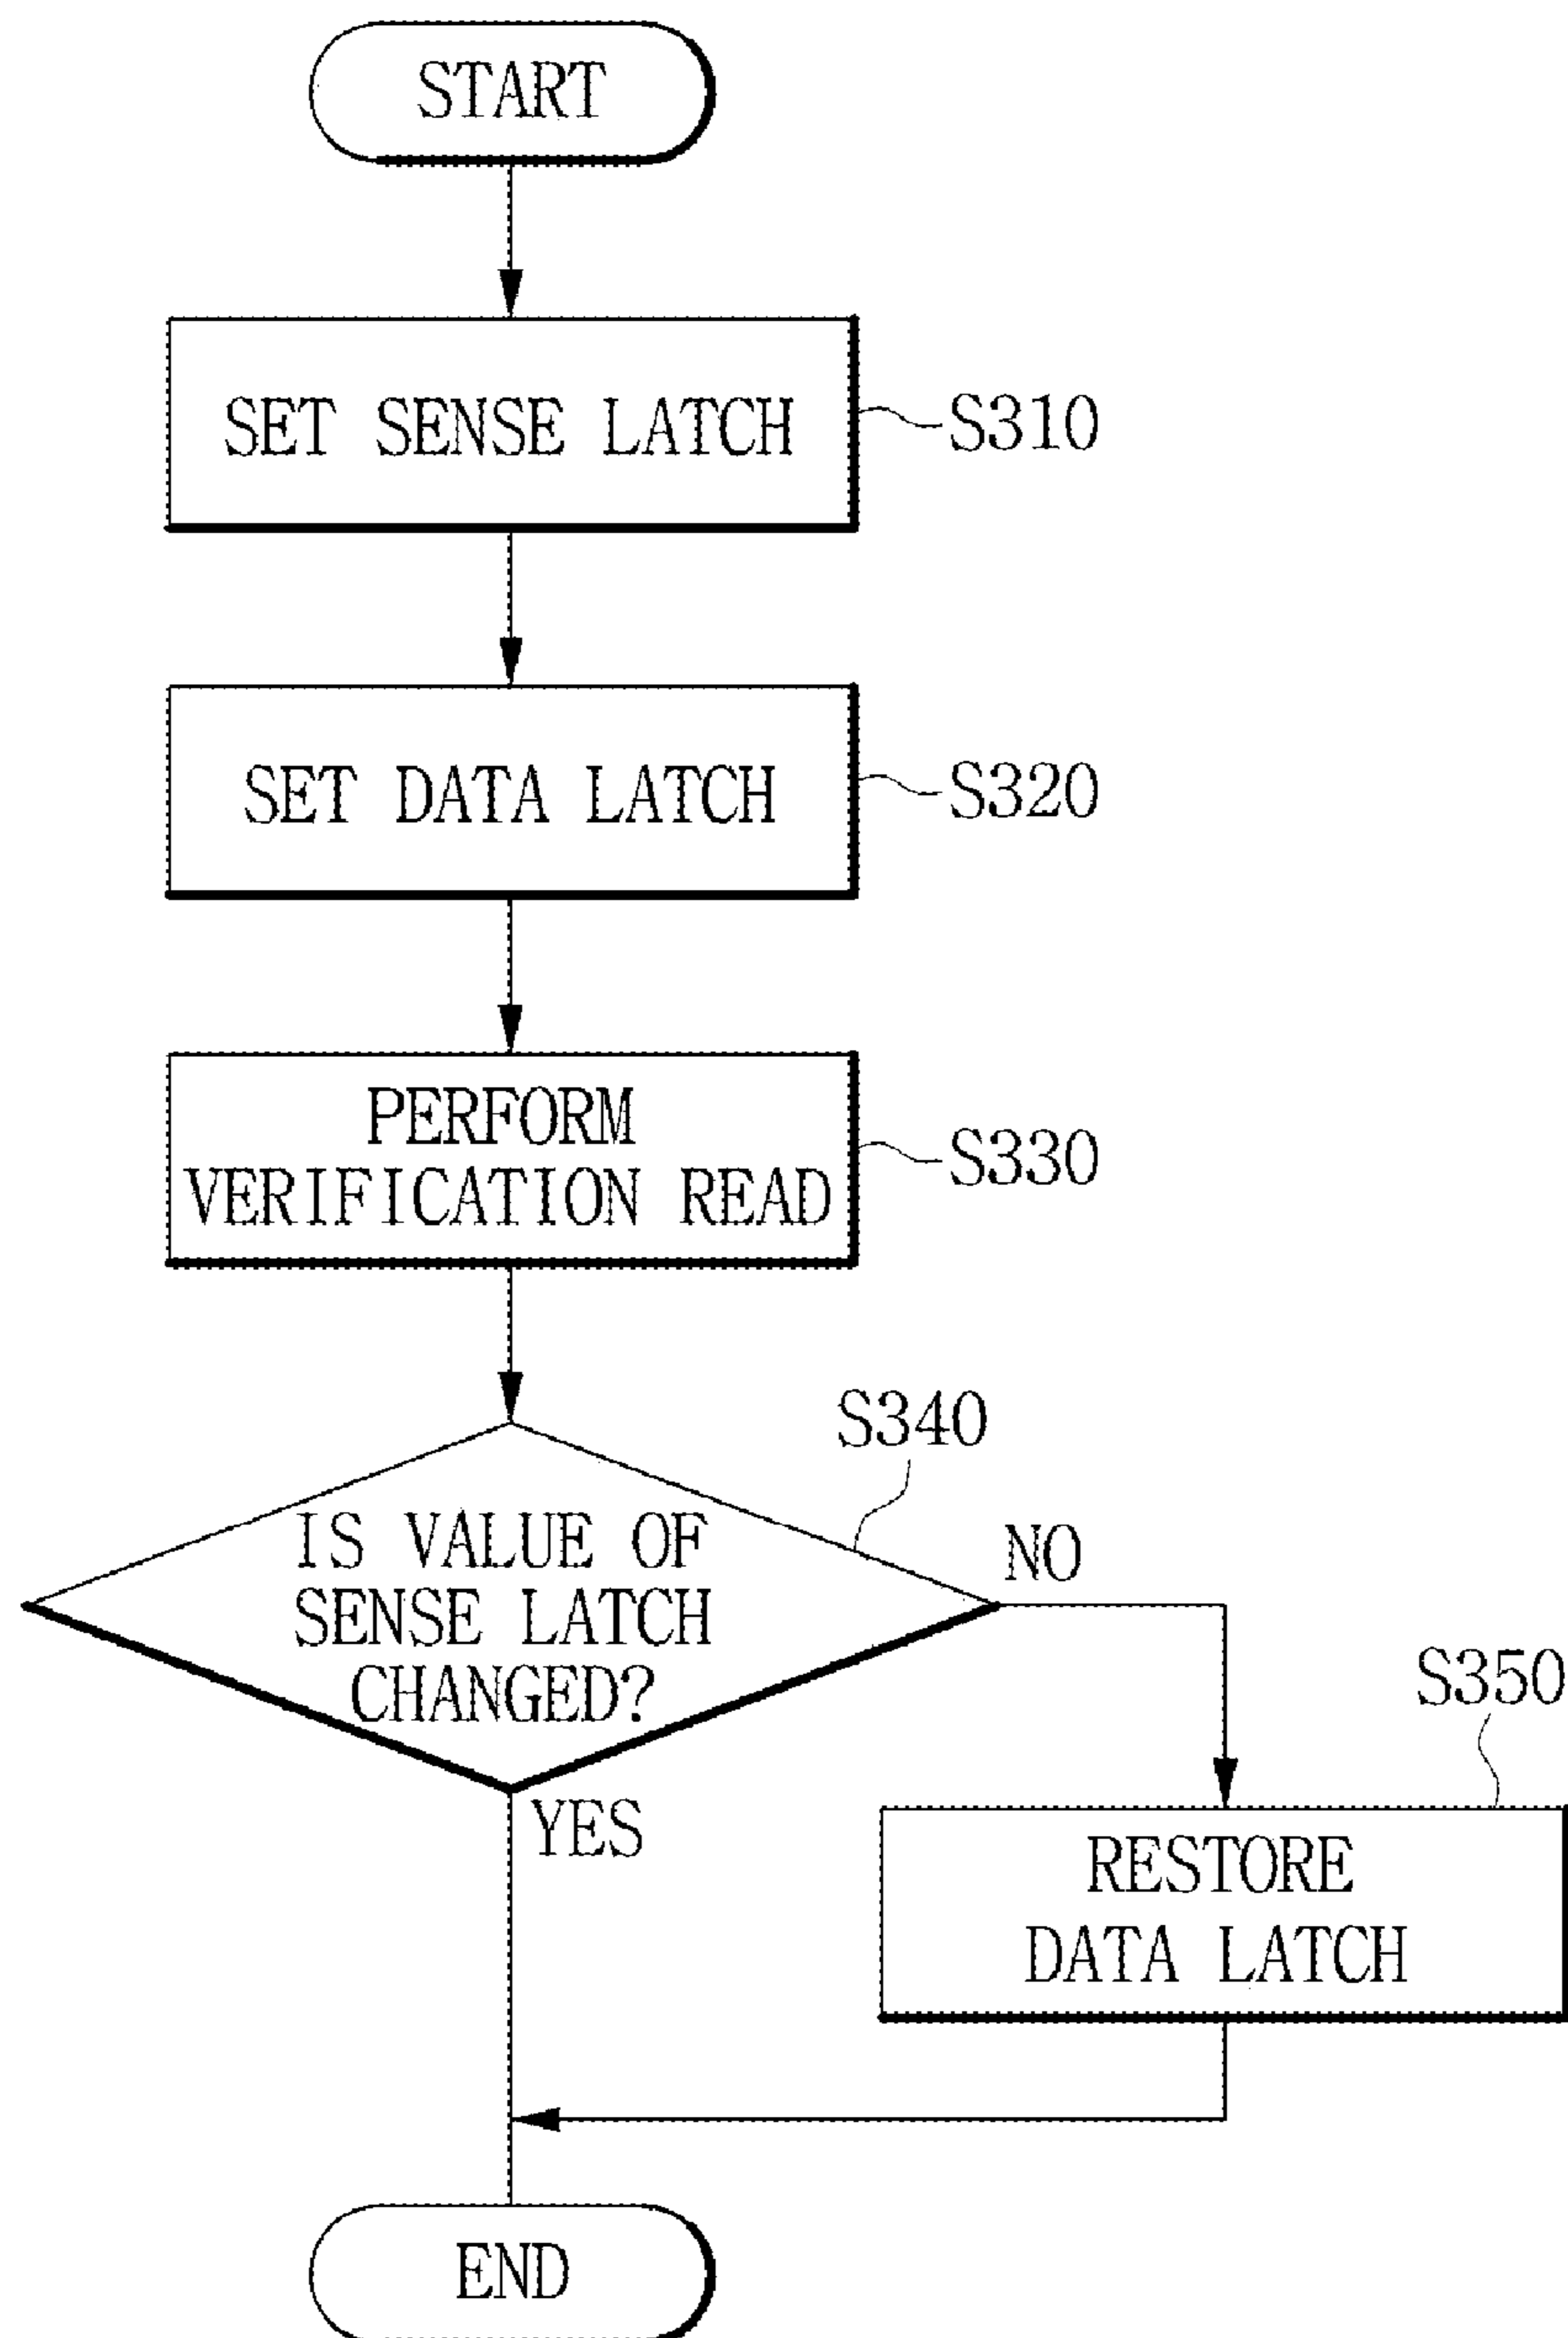 START
SET SENSE LATCH
S310
SET DATA LATCH
S320
PERFORM
VERIFICATION READ
S330
S340
IS VALUE OF
SENSE LATCH
CHANGED?
NO
YES
S350
RESTORE
DATA LATCH
END